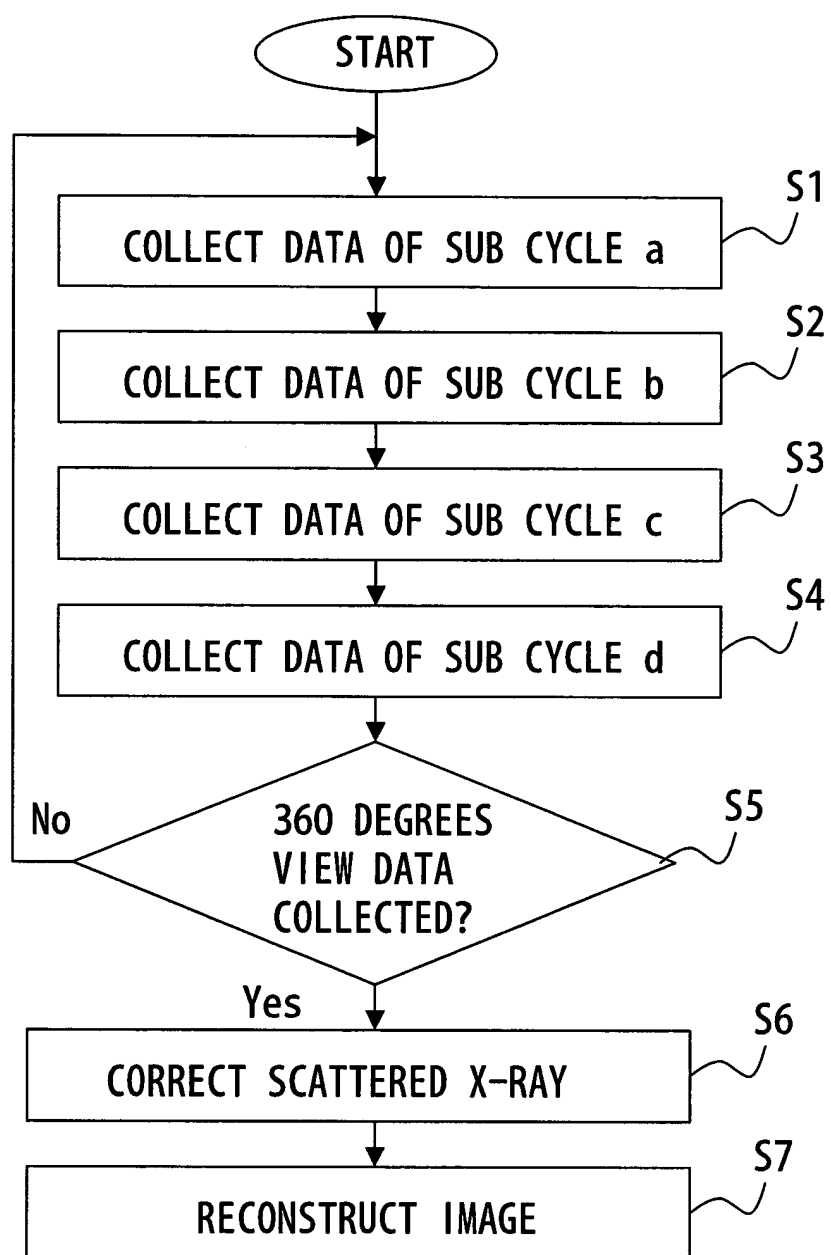 START
S1
COLLECT DATA OF SUB CYCLE a
S2
COLLECT DATA OF SUB CYCLE b
S3
COLLECT DATA OF SUB CYCLE c
S4
COLLECT DATA OF SUB CYCLE d
No
360 DEGREES
VIEW DATA
COLLECTED?
S5
Yes
S6
CORRECT SCATTERED X-RAY
S7
RECONSTRUCT IMAGE